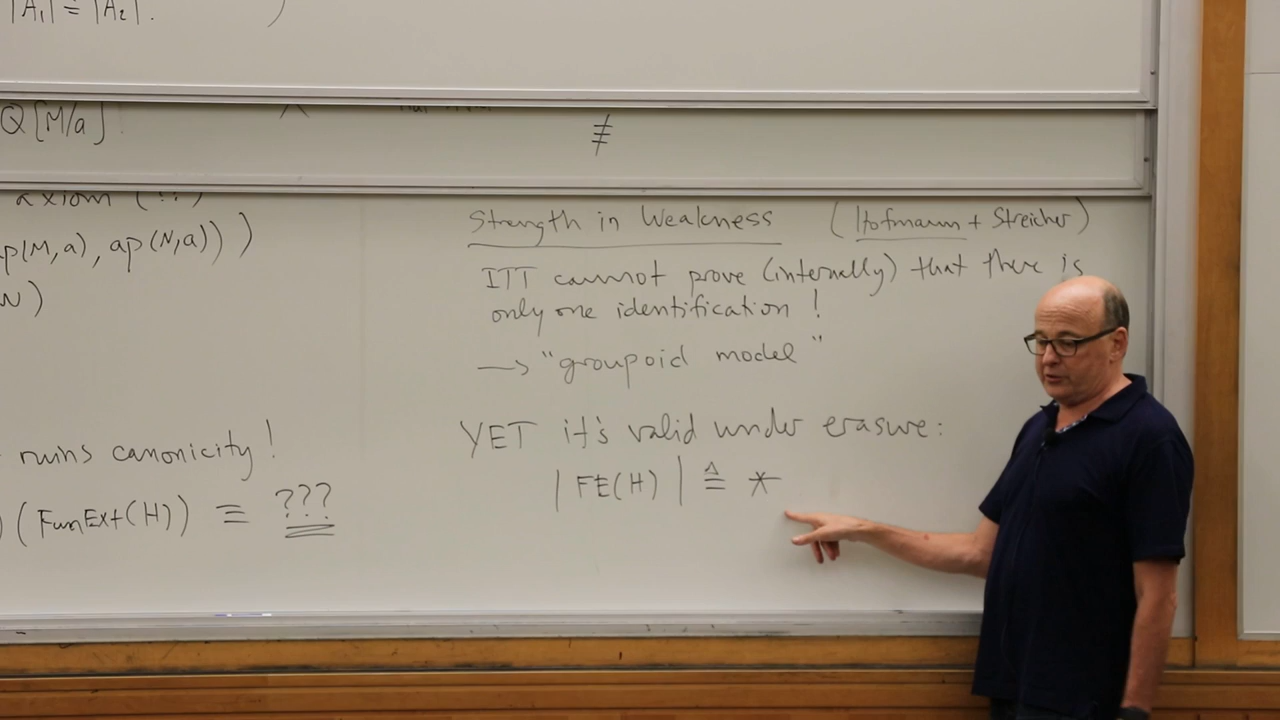 |A₁| = |A₂|. )
Q[M/a]
≢
axiom (!!)
p(M,a), ap(N,a)))
N)
ruins canonicity!
)(FunExt(H)) ≡ ???
Strength in Weakness (Hofmann + Streicher)
ITT cannot prove (internally) that there is
only one identification!
—> "groupoid model"
YET it's valid under erasure:
|FE(H)| ≜ *